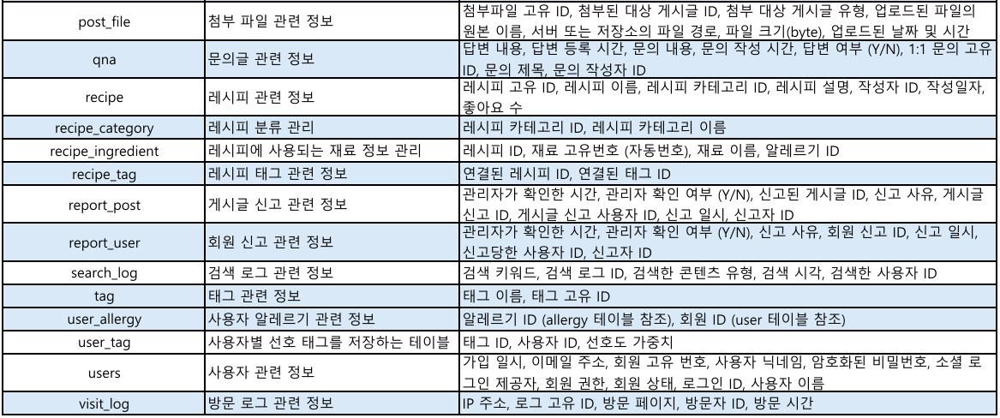 post_file 첨부 파일 관련 정보 첨부파일 고유 ID, 첨부된 대상 게시글 ID, 첨부 대상 게시글 유형, 업로드된 파일의
원본 이름, 서버 또는 저장소의 파일 경로, 파일 크기(byte), 업로드된 날짜 및 시간
qna 문의글 관련 정보 답변 내용, 답변 등록 시간, 문의 내용, 문의 작성 시간, 답변 여부 (Y/N), 1:1 문의 고유
ID, 문의 제목, 문의 작성자 ID
recipe 레시피 관련 정보 레시피 고유 ID, 레시피 이름, 레시피 카테고리 ID, 레시피 설명, 작성자 ID, 작성일자,
좋아요 수
recipe_category 레시피 분류 관리 레시피 카테고리 ID, 레시피 카테고리 이름
recipe_ingredient 레시피에 사용되는 재료 정보 관리 레시피 ID, 재료 고유번호 (자동번호), 재료 이름, 알레르기 ID
recipe_tag 레시피 태그 관련 정보 연결된 레시피 ID, 연결된 태그 ID
report_post 게시글 신고 관련 정보 관리자가 확인한 시간, 관리자 확인 여부 (Y/N), 신고된 게시글 ID, 신고 사유, 게시글
신고 ID, 게시글 신고 사용자 ID, 신고 일시, 신고자 ID
report_user 회원 신고 관련 정보 관리자가 확인한 시간, 관리자 확인 여부 (Y/N), 신고 사유, 회원 신고 ID, 신고 일시,
신고당한 사용자 ID, 신고자 ID
search_log 검색 로그 관련 정보 검색 키워드, 검색 로그 ID, 검색한 콘텐츠 유형, 검색 시각, 검색한 사용자 ID
tag 태그 관련 정보 태그 이름, 태그 고유 ID
user_allergy 사용자 알레르기 관련 정보 알레르기 ID (allergy 테이블 참조), 회원 ID (user 테이블 참조)
user_tag 사용자별 선호 태그를 저장하는 테이블 태그 ID, 사용자 ID, 선호도 가중치
users 사용자 관련 정보 가입 일시, 이메일 주소, 회원 고유 번호, 사용자 닉네임, 암호화된 비밀번호, 소셜 로
그인 제공자, 회원 권한, 회원 상태, 로그인 ID, 사용자 이름
visit_log 방문 로그 관련 정보 IP 주소, 로그 고유 ID, 방문 페이지, 방문자 ID, 방문 시간